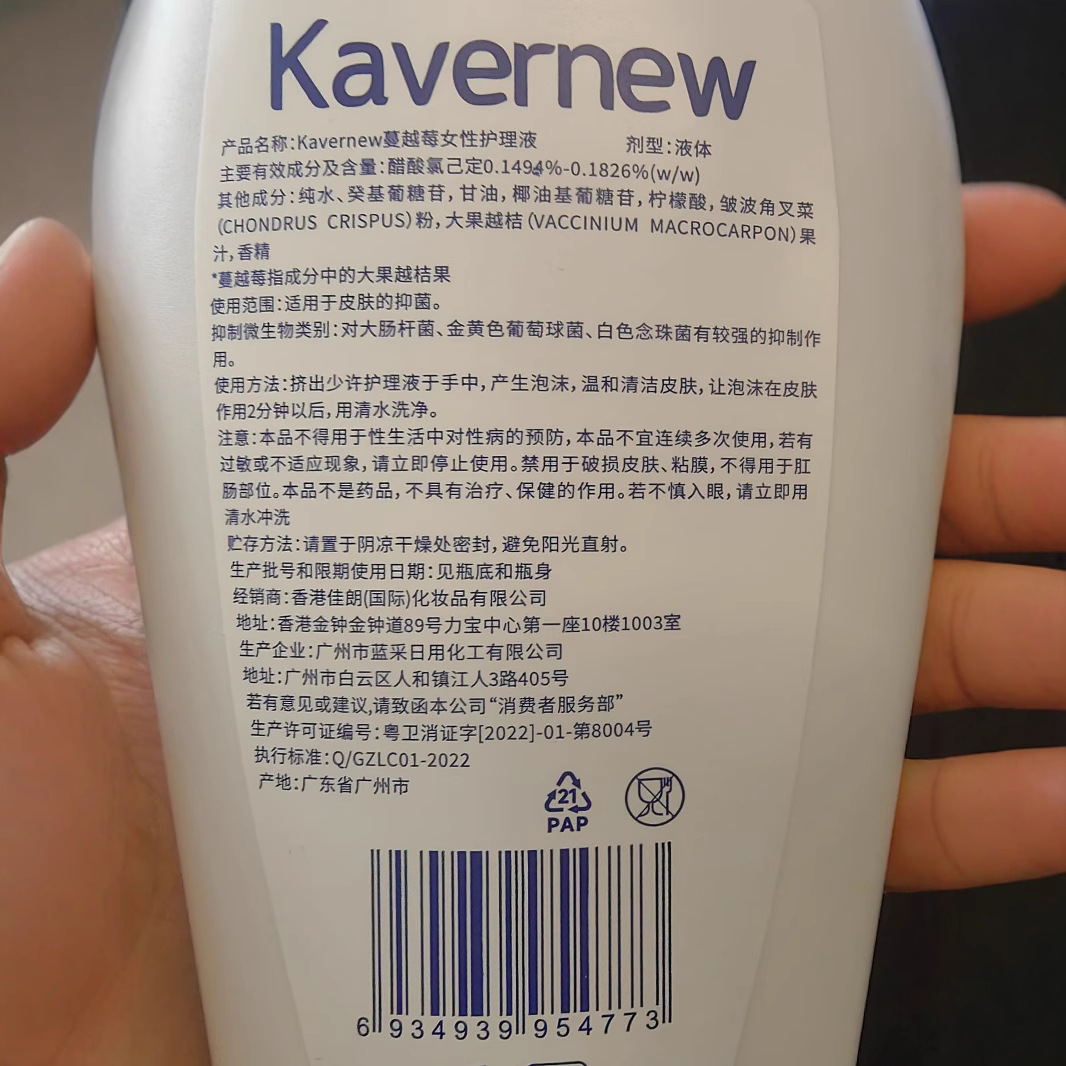 Kavernew
产品名称:Kavernew蔓越莓女性护理液 剂型:液体
主要有效成分及含量:醋酸氯己定0.1494%-0.1826%(w/w)
其他成分:纯水、癸基葡糖苷,甘油,椰油基葡糖苷,柠檬酸,皱波角叉菜
(CHONDRUS CRISPUS)粉,大果越桔(VACCINIUM MACROCARPON)果
汁,香精
*蔓越莓指成分中的大果越桔果
使用范围:适用于皮肤的抑菌。
抑制微生物类别:对大肠杆菌、金黄色葡萄球菌、白色念珠菌有较强的抑制作
用。
使用方法:挤出少许护理液于手中,产生泡沫,温和清洁皮肤,让泡沫在皮肤
作用2分钟以后,用清水洗净。
注意:本品不得用于性生活中对性病的预防,本品不宜连续多次使用,若有
过敏或不适应现象,请立即停止使用。禁用于破损皮肤、粘膜,不得用于肛
肠部位。本品不是药品,不具有治疗、保健的作用。若不慎入眼,请立即用
清水冲洗
贮存方法:请置于阴凉干燥处密封,避免阳光直射。
生产批号和限期使用日期:见瓶底和瓶身
经销商:香港佳朗(国际)化妆品有限公司
地址:香港金钟金钟道89号力宝中心第一座10楼1003室
生产企业:广州市蓝采日用化工有限公司
地址:广州市白云区人和镇江人3路405号
若有意见或建议,请致函本公司“消费者服务部”
生产许可证编号:粤卫消证字[2022]-01-第8004号
执行标准:Q/GZLC01-2022
产地:广东省广州市
21
PAP
6 934939 954773